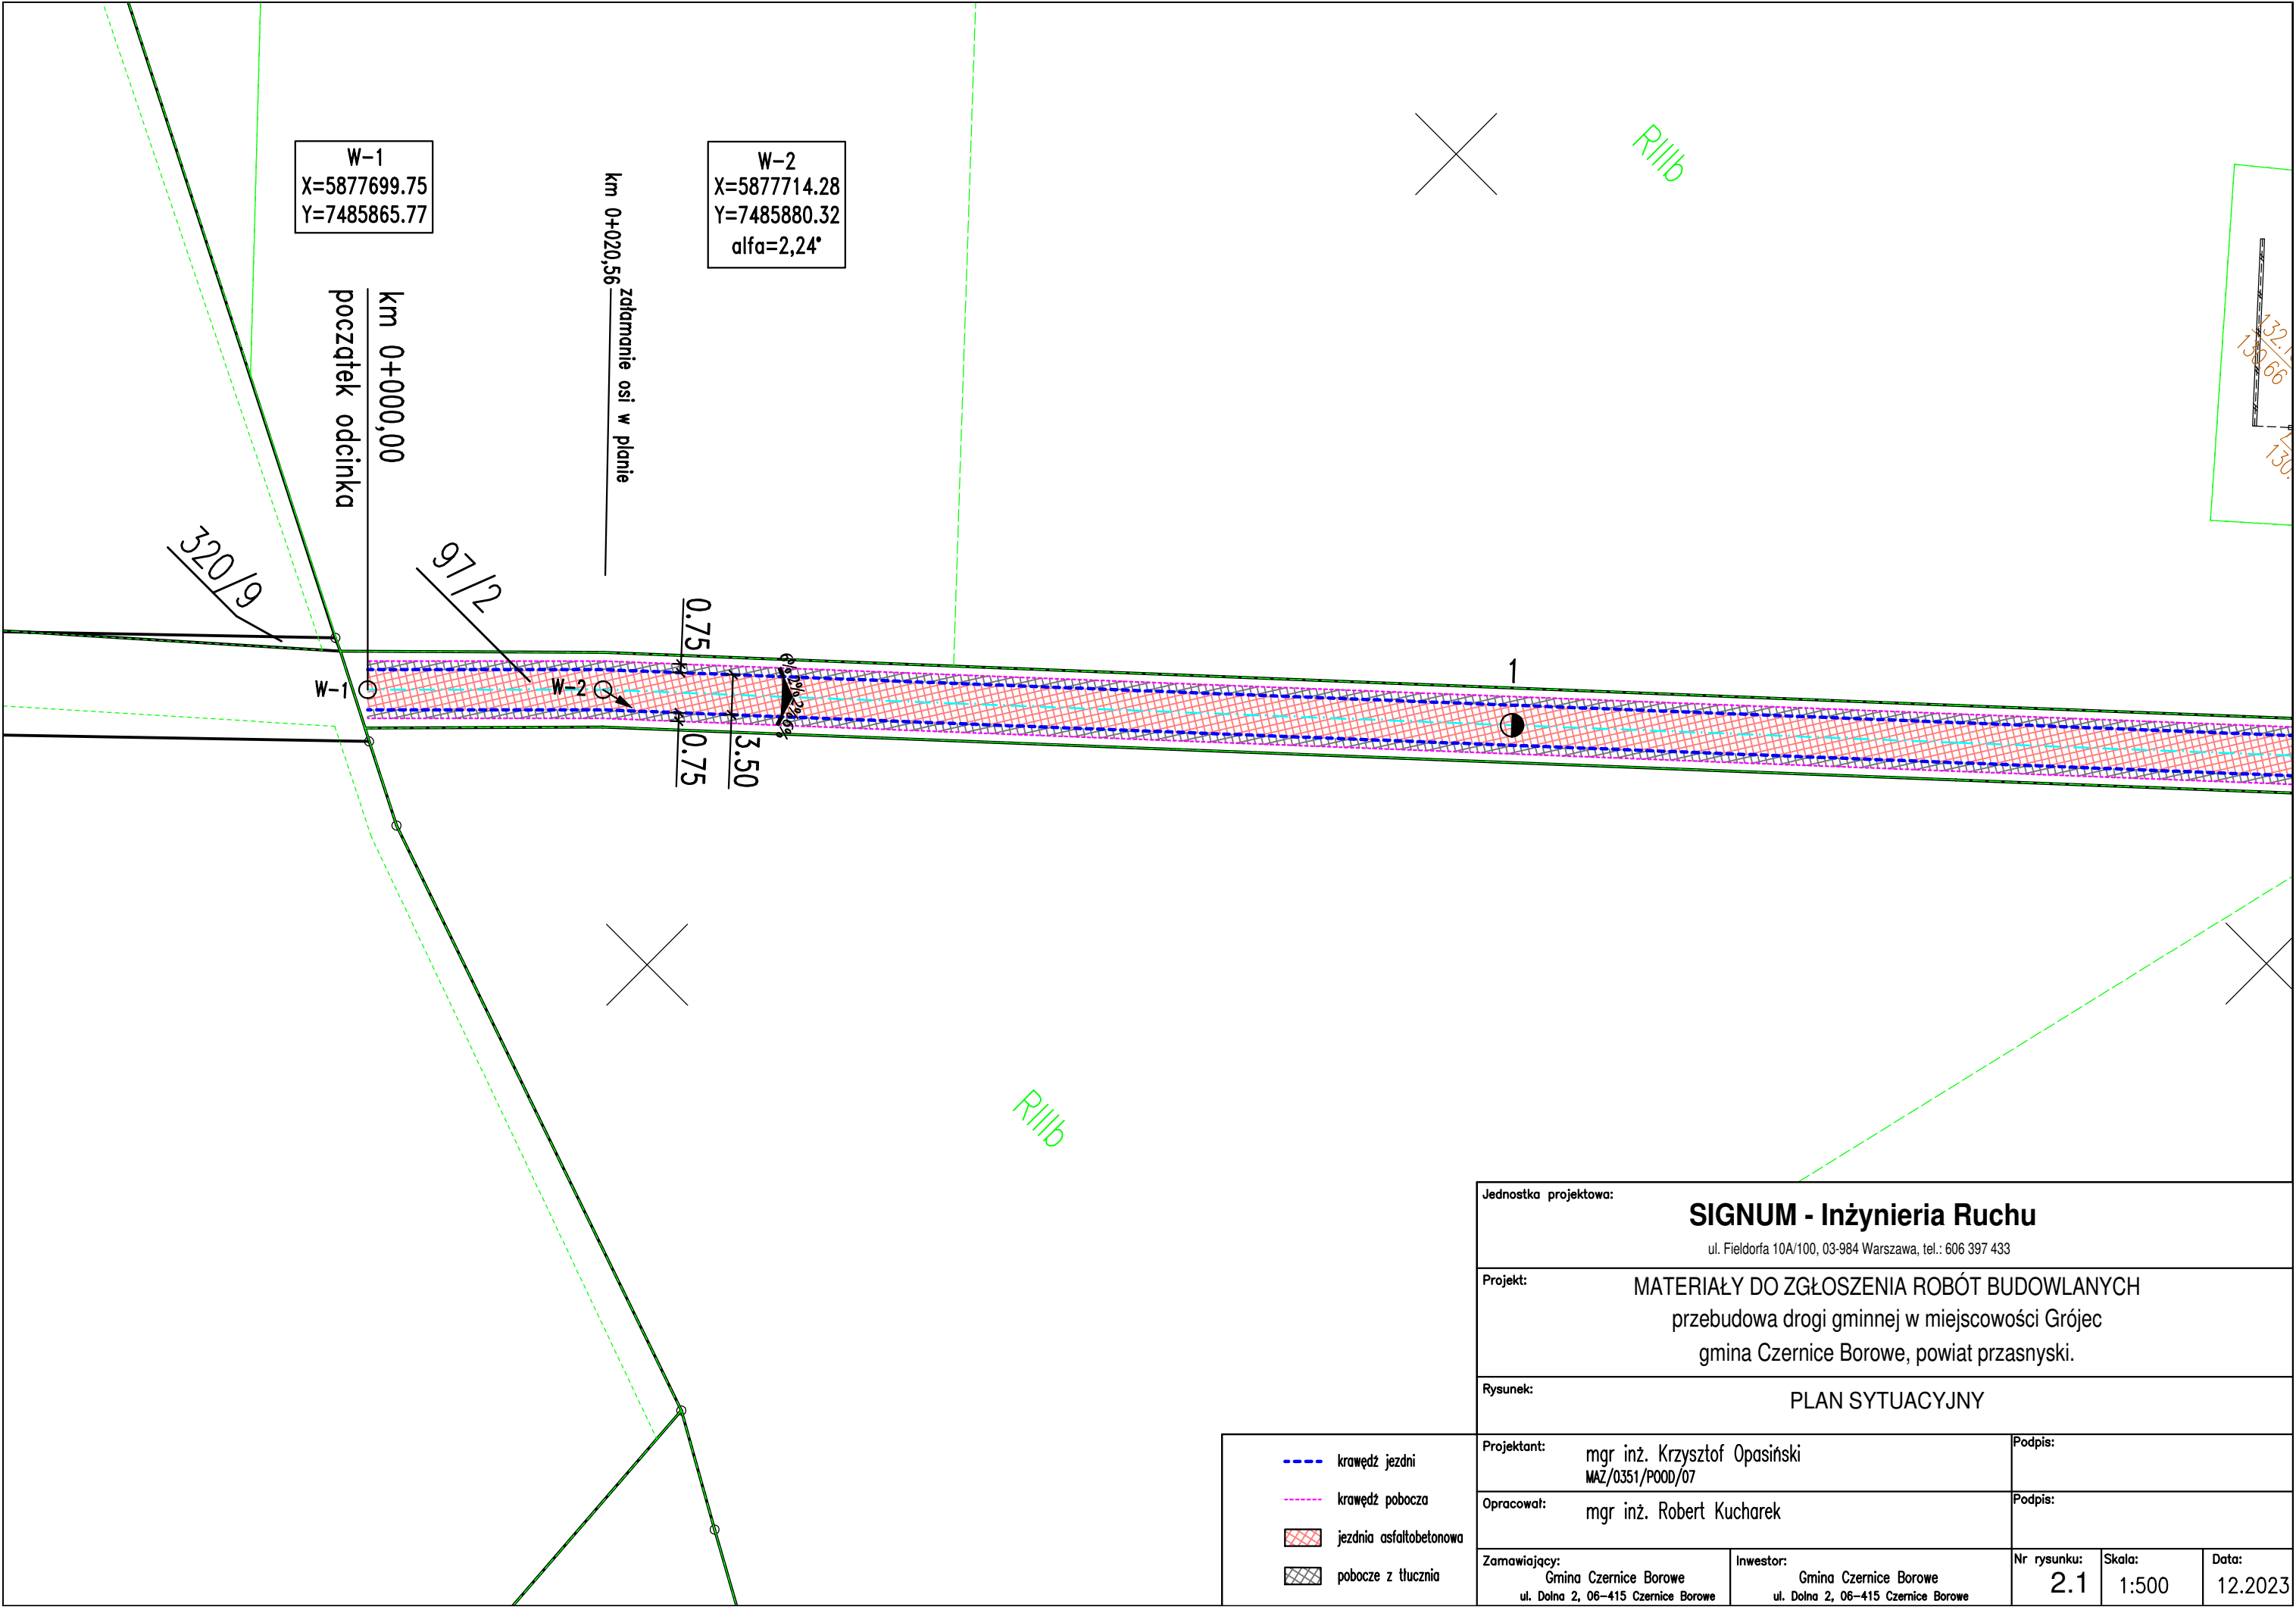 W-1
X=5877699.75
Y=7485865.77
W-2
X=5877714.28
Y=7485880.32
alfa=2,24°
km 0+020,56
załamanie osi w planie
km 0+000,00
początek odcinka
RIIIb
130.66
320/9
97/2
0.75
W-1
W-2
6%
2%
2%
6%
0.75
3.50
1
RIIIb
krawędź jezdni
krawędź pobocza
jezdnia asfaltobetonowa
pobocze z tłucznia
Jednostka projektowa:
SIGNUM - Inżynieria Ruchu
ul. Fieldorfa 10A/100, 03-984 Warszawa, tel.: 606 397 433
Projekt:
MATERIAŁY DO ZGŁOSZENIA ROBÓT BUDOWLANYCH
przebudowa drogi gminnej w miejscowości Grójec
gmina Czernice Borowe, powiat przasnyski.
Rysunek:
PLAN SYTUACYJNY
Projektant:
mgr inż. Krzysztof Opasiński
MAZ/0351/POOD/07
Podpis:
Opracował:
mgr inż. Robert Kucharek
Podpis:
Zamawiający:
Gmina Czernice Borowe
ul. Dolna 2, 06-415 Czernice Borowe
Inwestor:
Gmina Czernice Borowe
ul. Dolna 2, 06-415 Czernice Borowe
Nr rysunku:
2.1
Skala:
1:500
Data:
12.2023